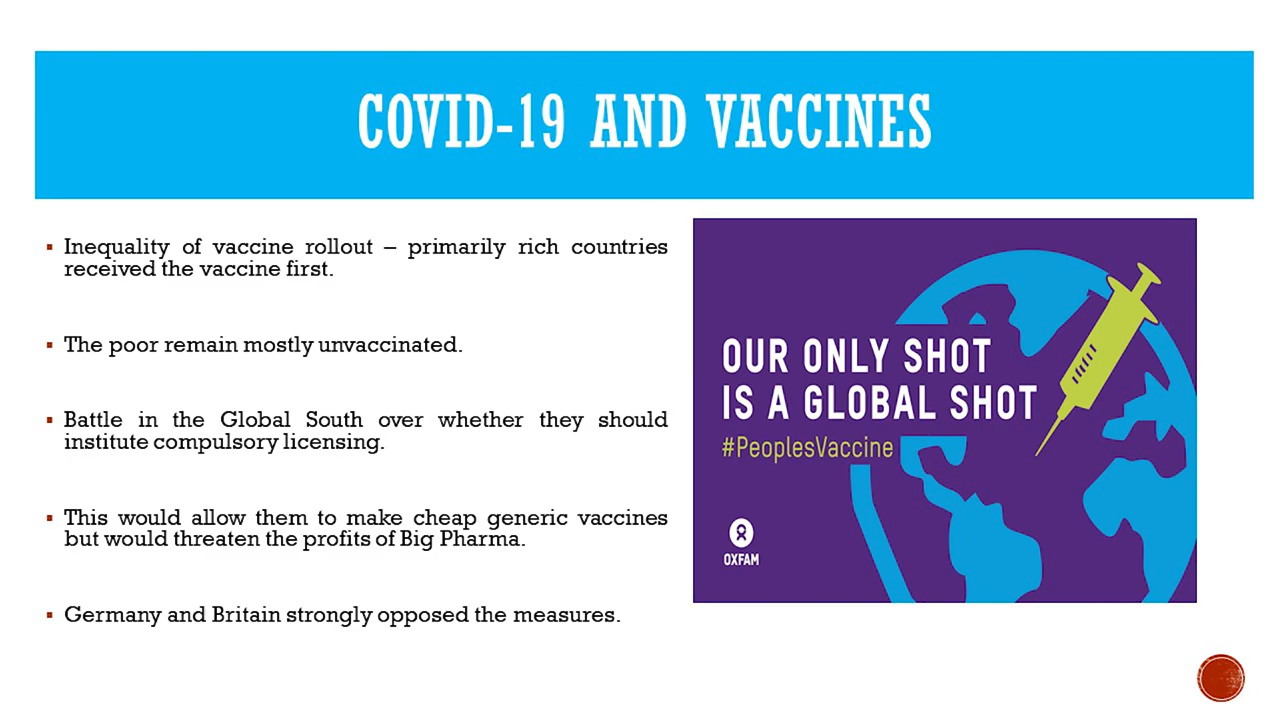 COVID-19 AND VACCINES
Inequality of vaccine rollout – primarily rich countries
received the vaccine first.
The poor remain mostly unvaccinated.
Battle in the Global South over whether they should
institute compulsory licensing.
This would allow them to make cheap generic vaccines
but would threaten the profits of Big Pharma.
Germany and Britain strongly opposed the measures.
OUR ONLY SHOT
IS A GLOBAL SHOT
#PeoplesVaccine
OXFAM